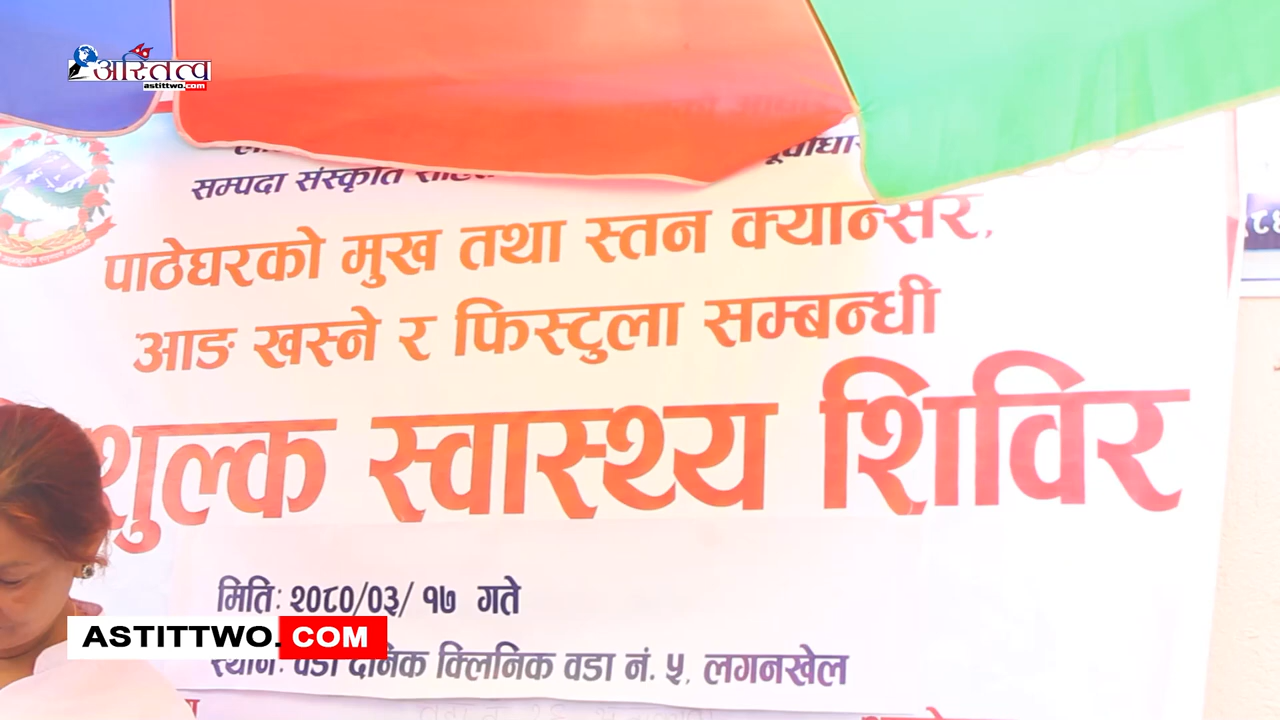 अस्तित्व
astittwo.com
सम्पदा संस्कृति
पाठेघरको मुख तथा स्तन क्यान्सर,
आङ खस्ने र फिस्टुला सम्बन्धी
शुल्क स्वास्थ्य शिविर
मितिः २०८०/०३/ १७ गते
ASTITTWO.COM
स्थानः वडा दैनिक क्लिनिक वडा नं. ५, लगनखेल